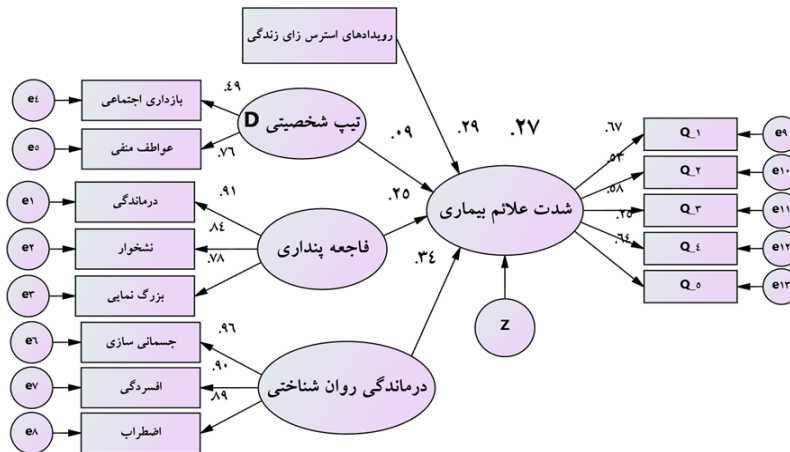 رویدادهای استرس زای زندگی
e٤
بازداری اجتماعی
.٤٩
تیپ شخصیتی D
e٥
عواطف منفی
.٧٦
.٠٩
.٢٩
.٢٧
e١
درماندگی
.٩١
e٢
نشخوار
.٨٤
فاجعه پنداری
.٢٥
e٣
بزرگ نمایی
.٧٨
شدت علائم بیماری
.٦٧
Q_١
e٩
.٥٣
Q_٢
e١٠
.٥٨
Q_٣
e١١
.٢٥
Q_٤
e١٢
.٦٤
Q_٥
e١٣
z
.٣٤
e٦
جسمانی سازی
.٩٦
e٧
افسردگی
.٩٠
درماندگی روان شناختی
e٨
اضطراب
.٨٩